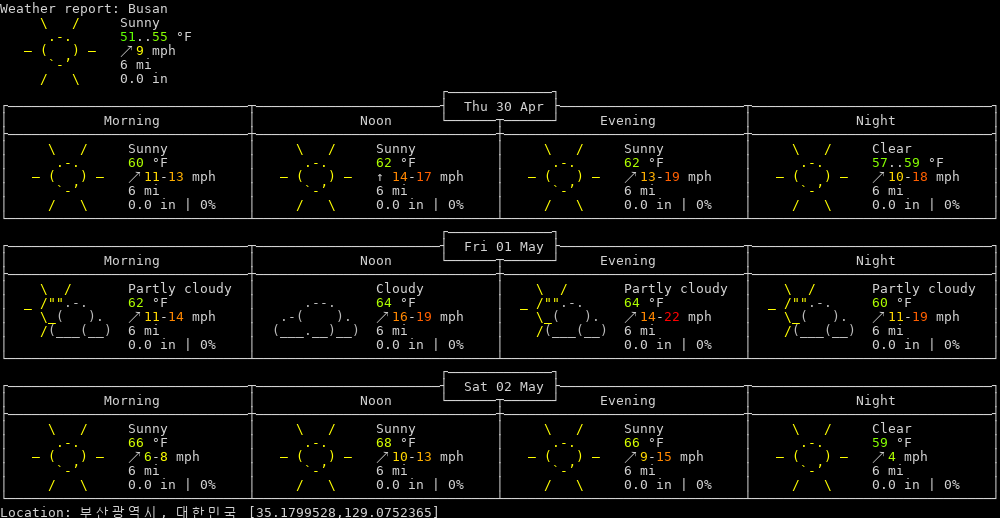 Weather report: Busan
Sunny
51..55 °F
↗9 mph
6 mi
0.0 in
Thu 30 Apr
Morning Noon Evening Night
Sunny Sunny Sunny Clear
60 °F 62 °F 62 °F 57..59 °F
↗11-13 mph ↑ 14-17 mph ↗13-19 mph ↗10-18 mph
6 mi 6 mi 6 mi 6 mi
0.0 in | 0% 0.0 in | 0% 0.0 in | 0% 0.0 in | 0%
Fri 01 May
Morning Noon Evening Night
Partly cloudy Cloudy Partly cloudy Partly cloudy
62 °F 64 °F 64 °F 60 °F
↗11-14 mph ↗16-19 mph ↗14-22 mph ↗11-19 mph
6 mi 6 mi 6 mi 6 mi
0.0 in | 0% 0.0 in | 0% 0.0 in | 0% 0.0 in | 0%
Sat 02 May
Morning Noon Evening Night
Sunny Sunny Sunny Clear
66 °F 68 °F 66 °F 59 °F
↗6-8 mph ↗10-13 mph ↗9-15 mph ↗4 mph
6 mi 6 mi 6 mi 6 mi
0.0 in | 0% 0.0 in | 0% 0.0 in | 0% 0.0 in | 0%
Location: 부산광역시, 대한민국 [35.1799528,129.0752365]